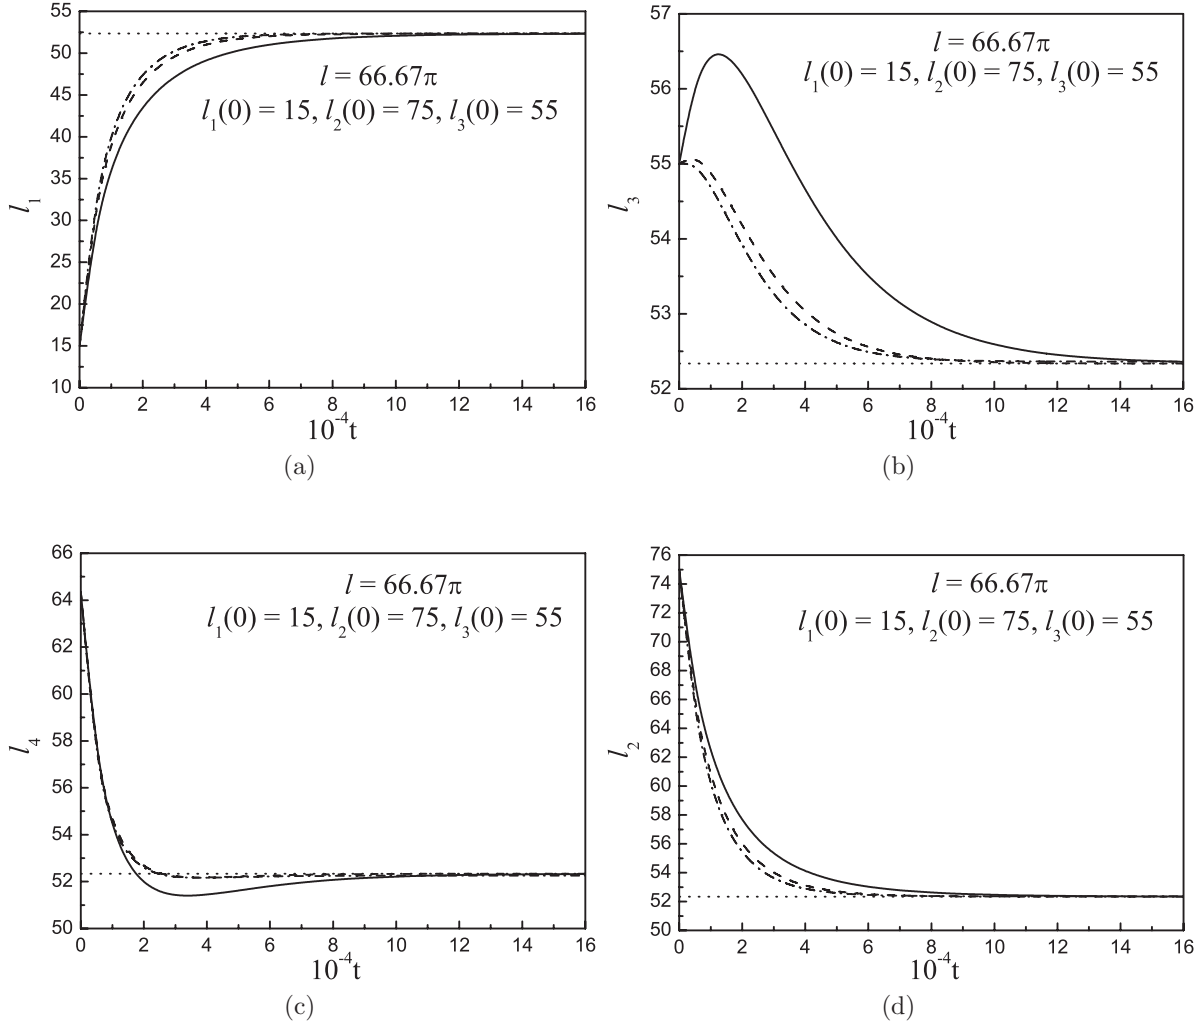 55
50
45
40
35
30
25
20
15
10
l₁
l = 66.67π
l₁(0) = 15, l₂(0) = 75, l₃(0) = 55
0 2 4 6 8 10 12 14 16
10⁻⁴t
(a)
57
56
55
54
53
52
l₃
l = 66.67π
l₁(0) = 15, l₂(0) = 75, l₃(0) = 55
0 2 4 6 8 10 12 14 16
10⁻⁴t
(b)
66
64
62
60
58
56
54
52
50
l₄
l = 66.67π
l₁(0) = 15, l₂(0) = 75, l₃(0) = 55
0 2 4 6 8 10 12 14 16
10⁻⁴t
(c)
76
74
72
70
68
66
64
62
60
58
56
54
52
50
l₂
l = 66.67π
l₁(0) = 15, l₂(0) = 75, l₃(0) = 55
0 2 4 6 8 10 12 14 16
10⁻⁴t
(d)